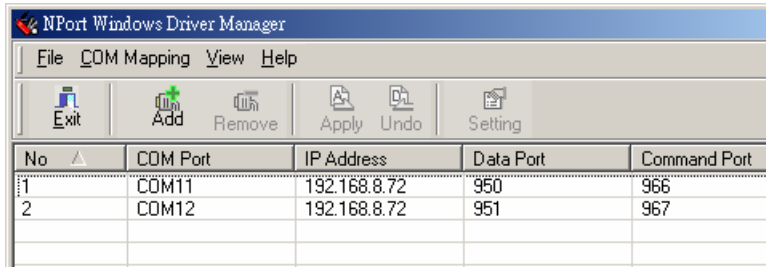 NPort Windows Driver Manager
File COM Mapping View Help
Exit Add Remove Apply Undo Setting
No COM Port IP Address Data Port Command Port
1 COM11 192.168.8.72 950 966
2 COM12 192.168.8.72 951 967